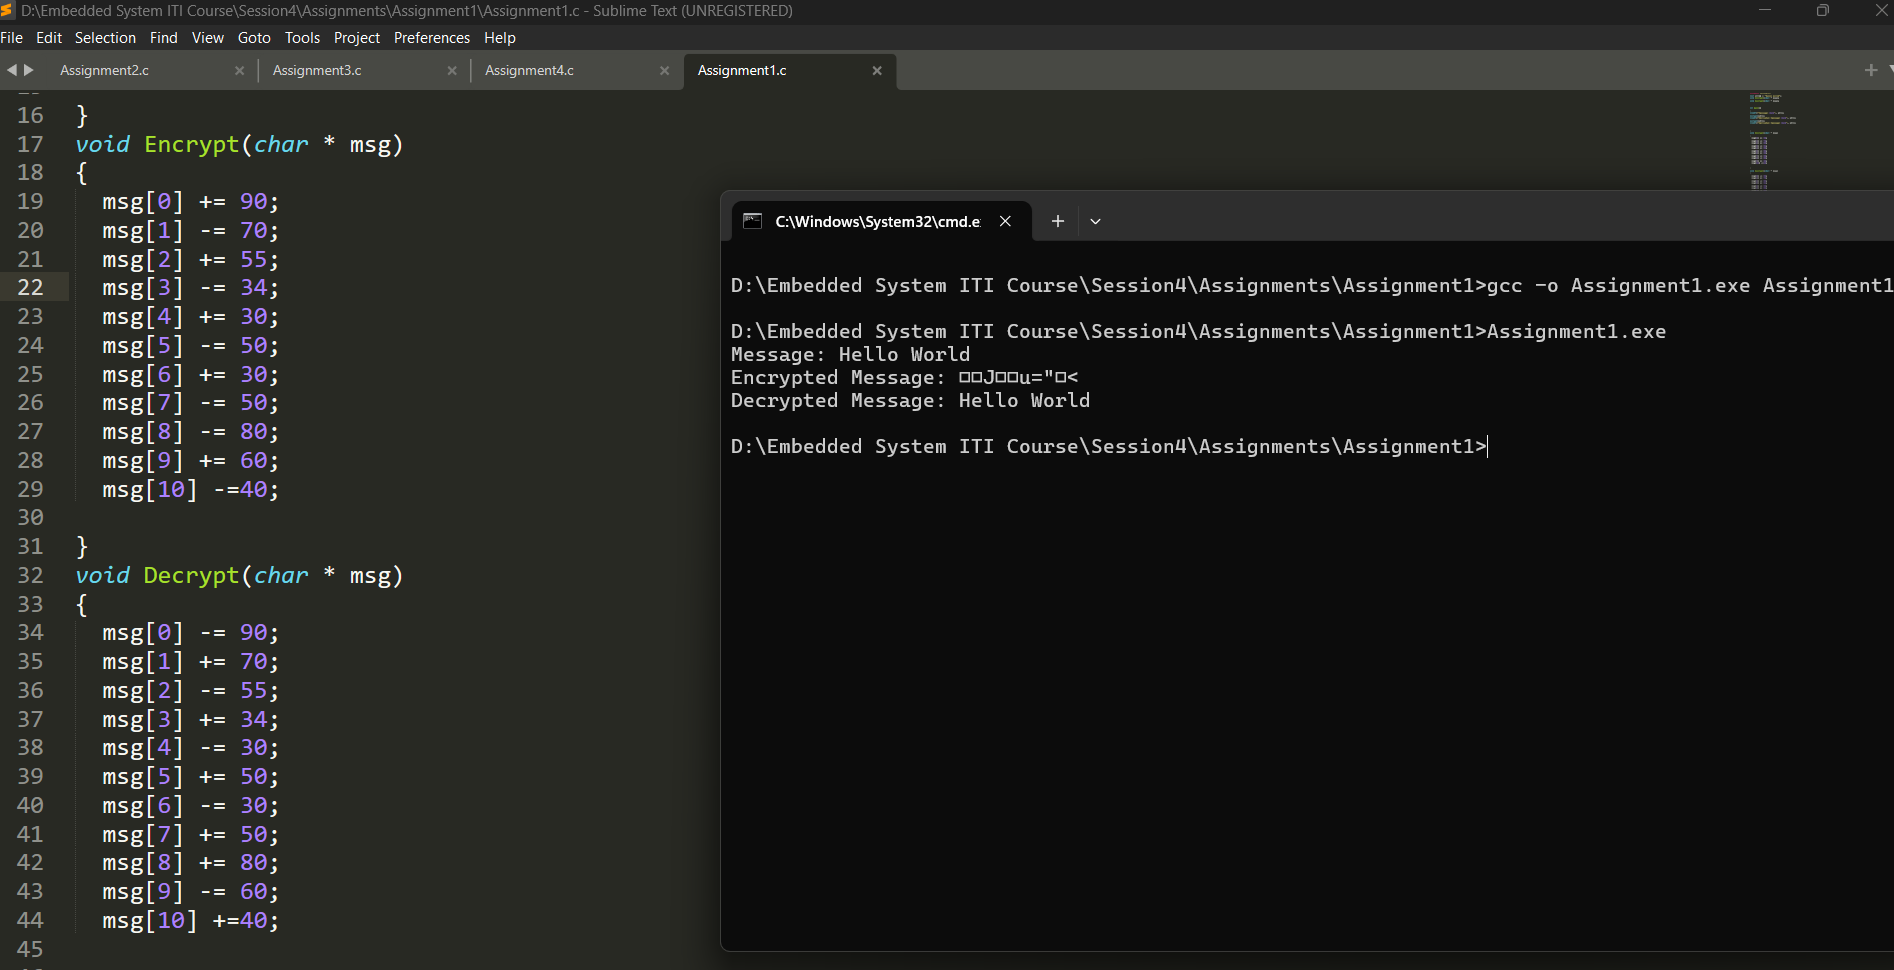 D:\Embedded System ITI Course\Session4\Assignments\Assignment1\Assignment1.c - Sublime Text (UNREGISTERED)
File Edit Selection Find View Goto Tools Project Preferences Help
Assignment2.c Assignment3.c Assignment4.c Assignment1.c
16 }
17 void Encrypt(char * msg)
18 {
19 msg[0] += 90;
20 msg[1] -= 70;
21 msg[2] += 55;
22 msg[3] -= 34;
23 msg[4] += 30;
24 msg[5] -= 50;
25 msg[6] += 30;
26 msg[7] -= 50;
27 msg[8] -= 80;
28 msg[9] += 60;
29 msg[10] -=40;
30
31 }
32 void Decrypt(char * msg)
33 {
34 msg[0] -= 90;
35 msg[1] += 70;
36 msg[2] -= 55;
37 msg[3] += 34;
38 msg[4] -= 30;
39 msg[5] += 50;
40 msg[6] -= 30;
41 msg[7] += 50;
42 msg[8] += 80;
43 msg[9] -= 60;
44 msg[10] +=40;
45
C:\Windows\System32\cmd.e
D:\Embedded System ITI Course\Session4\Assignments\Assignment1>gcc -o Assignment1.exe Assignment1
D:\Embedded System ITI Course\Session4\Assignments\Assignment1>Assignment1.exe
Message: Hello World
Encrypted Message: □□J□□u="□<
Decrypted Message: Hello World
D:\Embedded System ITI Course\Session4\Assignments\Assignment1>